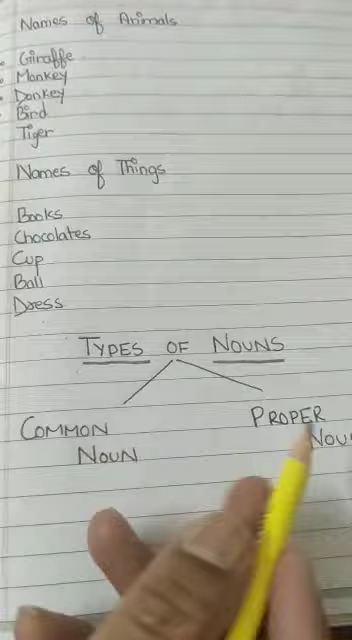 Names of Animals
Giraffe
Monkey
Donkey
Bird
Tiger
Names of Things
Books
Chocolates
Cup
Ball
Dress
TYPES OF NOUNS
COMMON
NOUN
PROPER
NOU